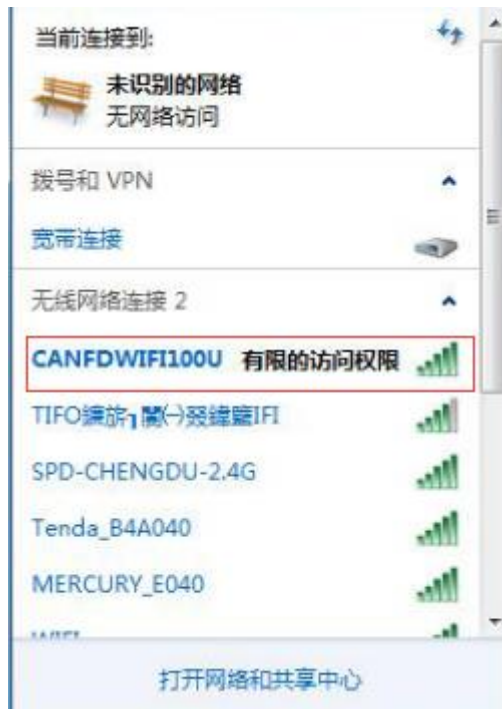 当前连接到:
未识别的网络
无网络访问
拨号和 VPN
宽带连接
无线网络连接 2
CANFDWIFI100U 有限的访问权限
SPD-CHENGDU-2.4G
Tenda_B4A040
MERCURY_E040
打开网络和共享中心